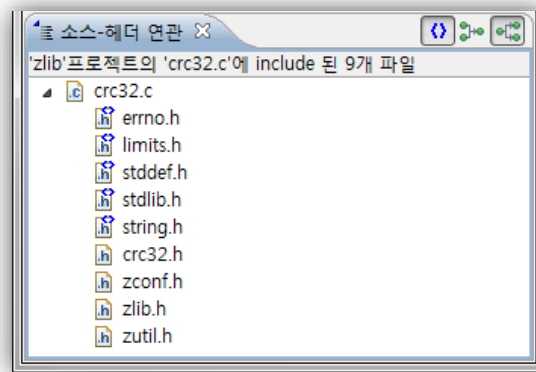 소스-헤더 연관
'zlib'프로젝트의 'crc32.c'에 include 된 9개 파일
crc32.c
errno.h
limits.h
stddef.h
stdlib.h
string.h
crc32.h
zconf.h
zlib.h
zutil.h